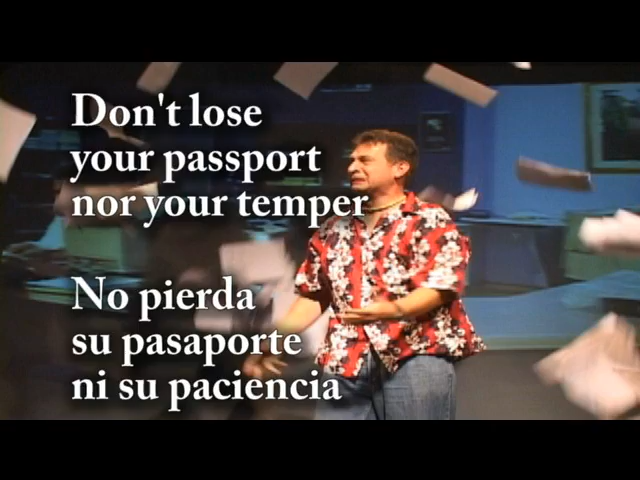 Don't lose
your passport
nor your temper
No pierda
su pasaporte
ni su paciencia